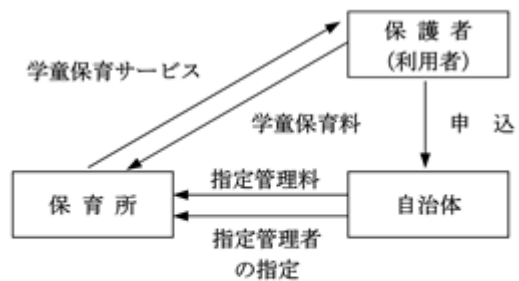 保護者
(利用者)
学童保育サービス
学童保育料
申込
指定管理料
保育所
自治体
指定管理者
の指定